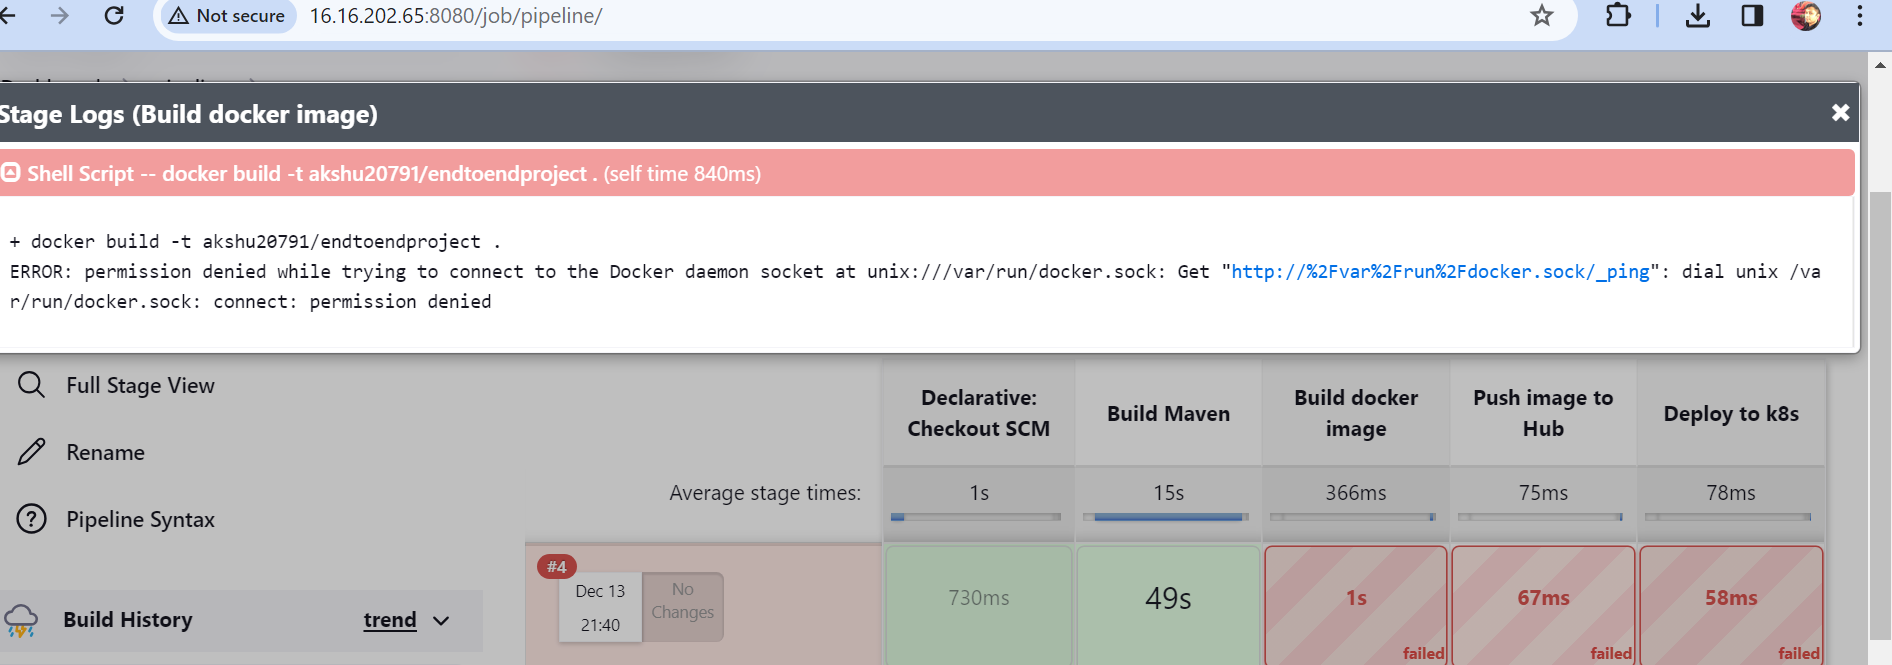 Not secure
16.16.202.65:8080/job/pipeline/
Stage Logs (Build docker image)
Shell Script -- docker build -t akshu20791/endtoendproject . (self time 840ms)
+ docker build -t akshu20791/endtoendproject .
ERROR: permission denied while trying to connect to the Docker daemon socket at unix:///var/run/docker.sock: Get "http://%2Fvar%2Frun%2Fdocker.sock/_ping": dial unix /va
r/run/docker.sock: connect: permission denied
Full Stage View
Rename
Pipeline Syntax
Build History
trend
Declarative:
Checkout SCM
Build Maven
Build docker
image
Push image to
Hub
Deploy to k8s
Average stage times:
1s
15s
366ms
75ms
78ms
#4
Dec 13
21:40
No
Changes
730ms
49s
1s
failed
67ms
failed
58ms
failed